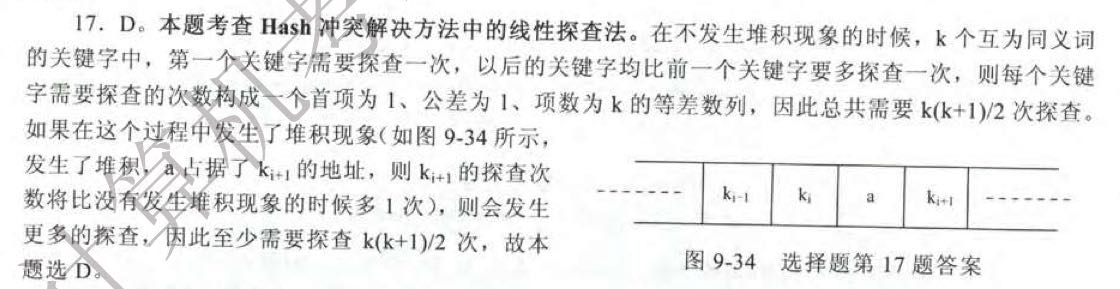 17. D。本题考查 Hash 冲突解决方法中的线性探查法。在不发生堆积现象的时候，k 个互为同义词
的关键字中，第一个关键字需要探查一次，以后的关键字均比前一个关键字要多探查一次，则每个关键
字需要探查的次数构成一个首项为 1、公差为 1、项数为 k 的等差数列，因此总共需要 k(k+1)/2 次探查。
如果在这个过程中发生了堆积现象（如图 9-34 所示，
发生了堆积，a 占据了 kᵢ₊₁ 的地址，则 kᵢ₊₁ 的探查次
数将比没有发生堆积现象的时候多 1 次），则会发生
更多的探查，因此至少需要探查 k(k+1)/2 次，故本
题选 D。
kᵢ₋₁ kᵢ a kᵢ₊₁
图 9-34 选择题第 17 题答案
计算机考